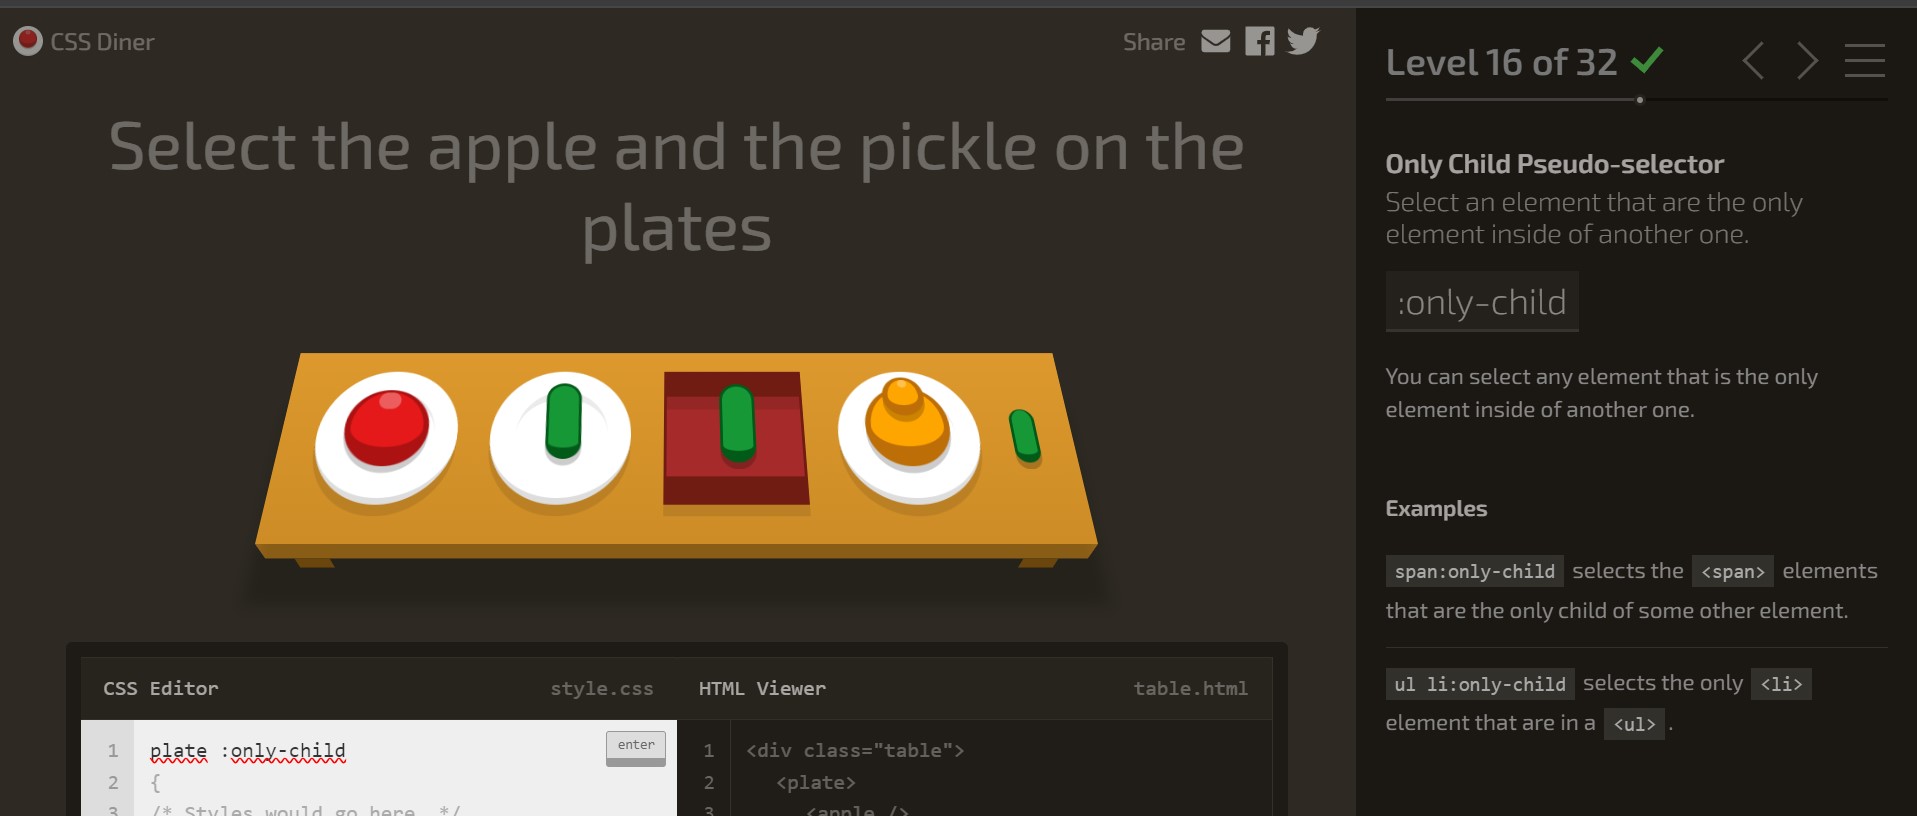 CSS Diner
Share
Select the apple and the pickle on the
plates
CSS Editor
style.css
1 plate :only-child
enter
2 {
3 /* Styles would go here. */
HTML Viewer
table.html
1 <div class="table">
2 <plate>
3 <apple />
Level 16 of 32
Only Child Pseudo-selector
Select an element that are the only
element inside of another one.
:only-child
You can select any element that is the only
element inside of another one.
Examples
span:only-child selects the <span> elements
that are the only child of some other element.
ul li:only-child selects the only <li>
element that are in a <ul> .